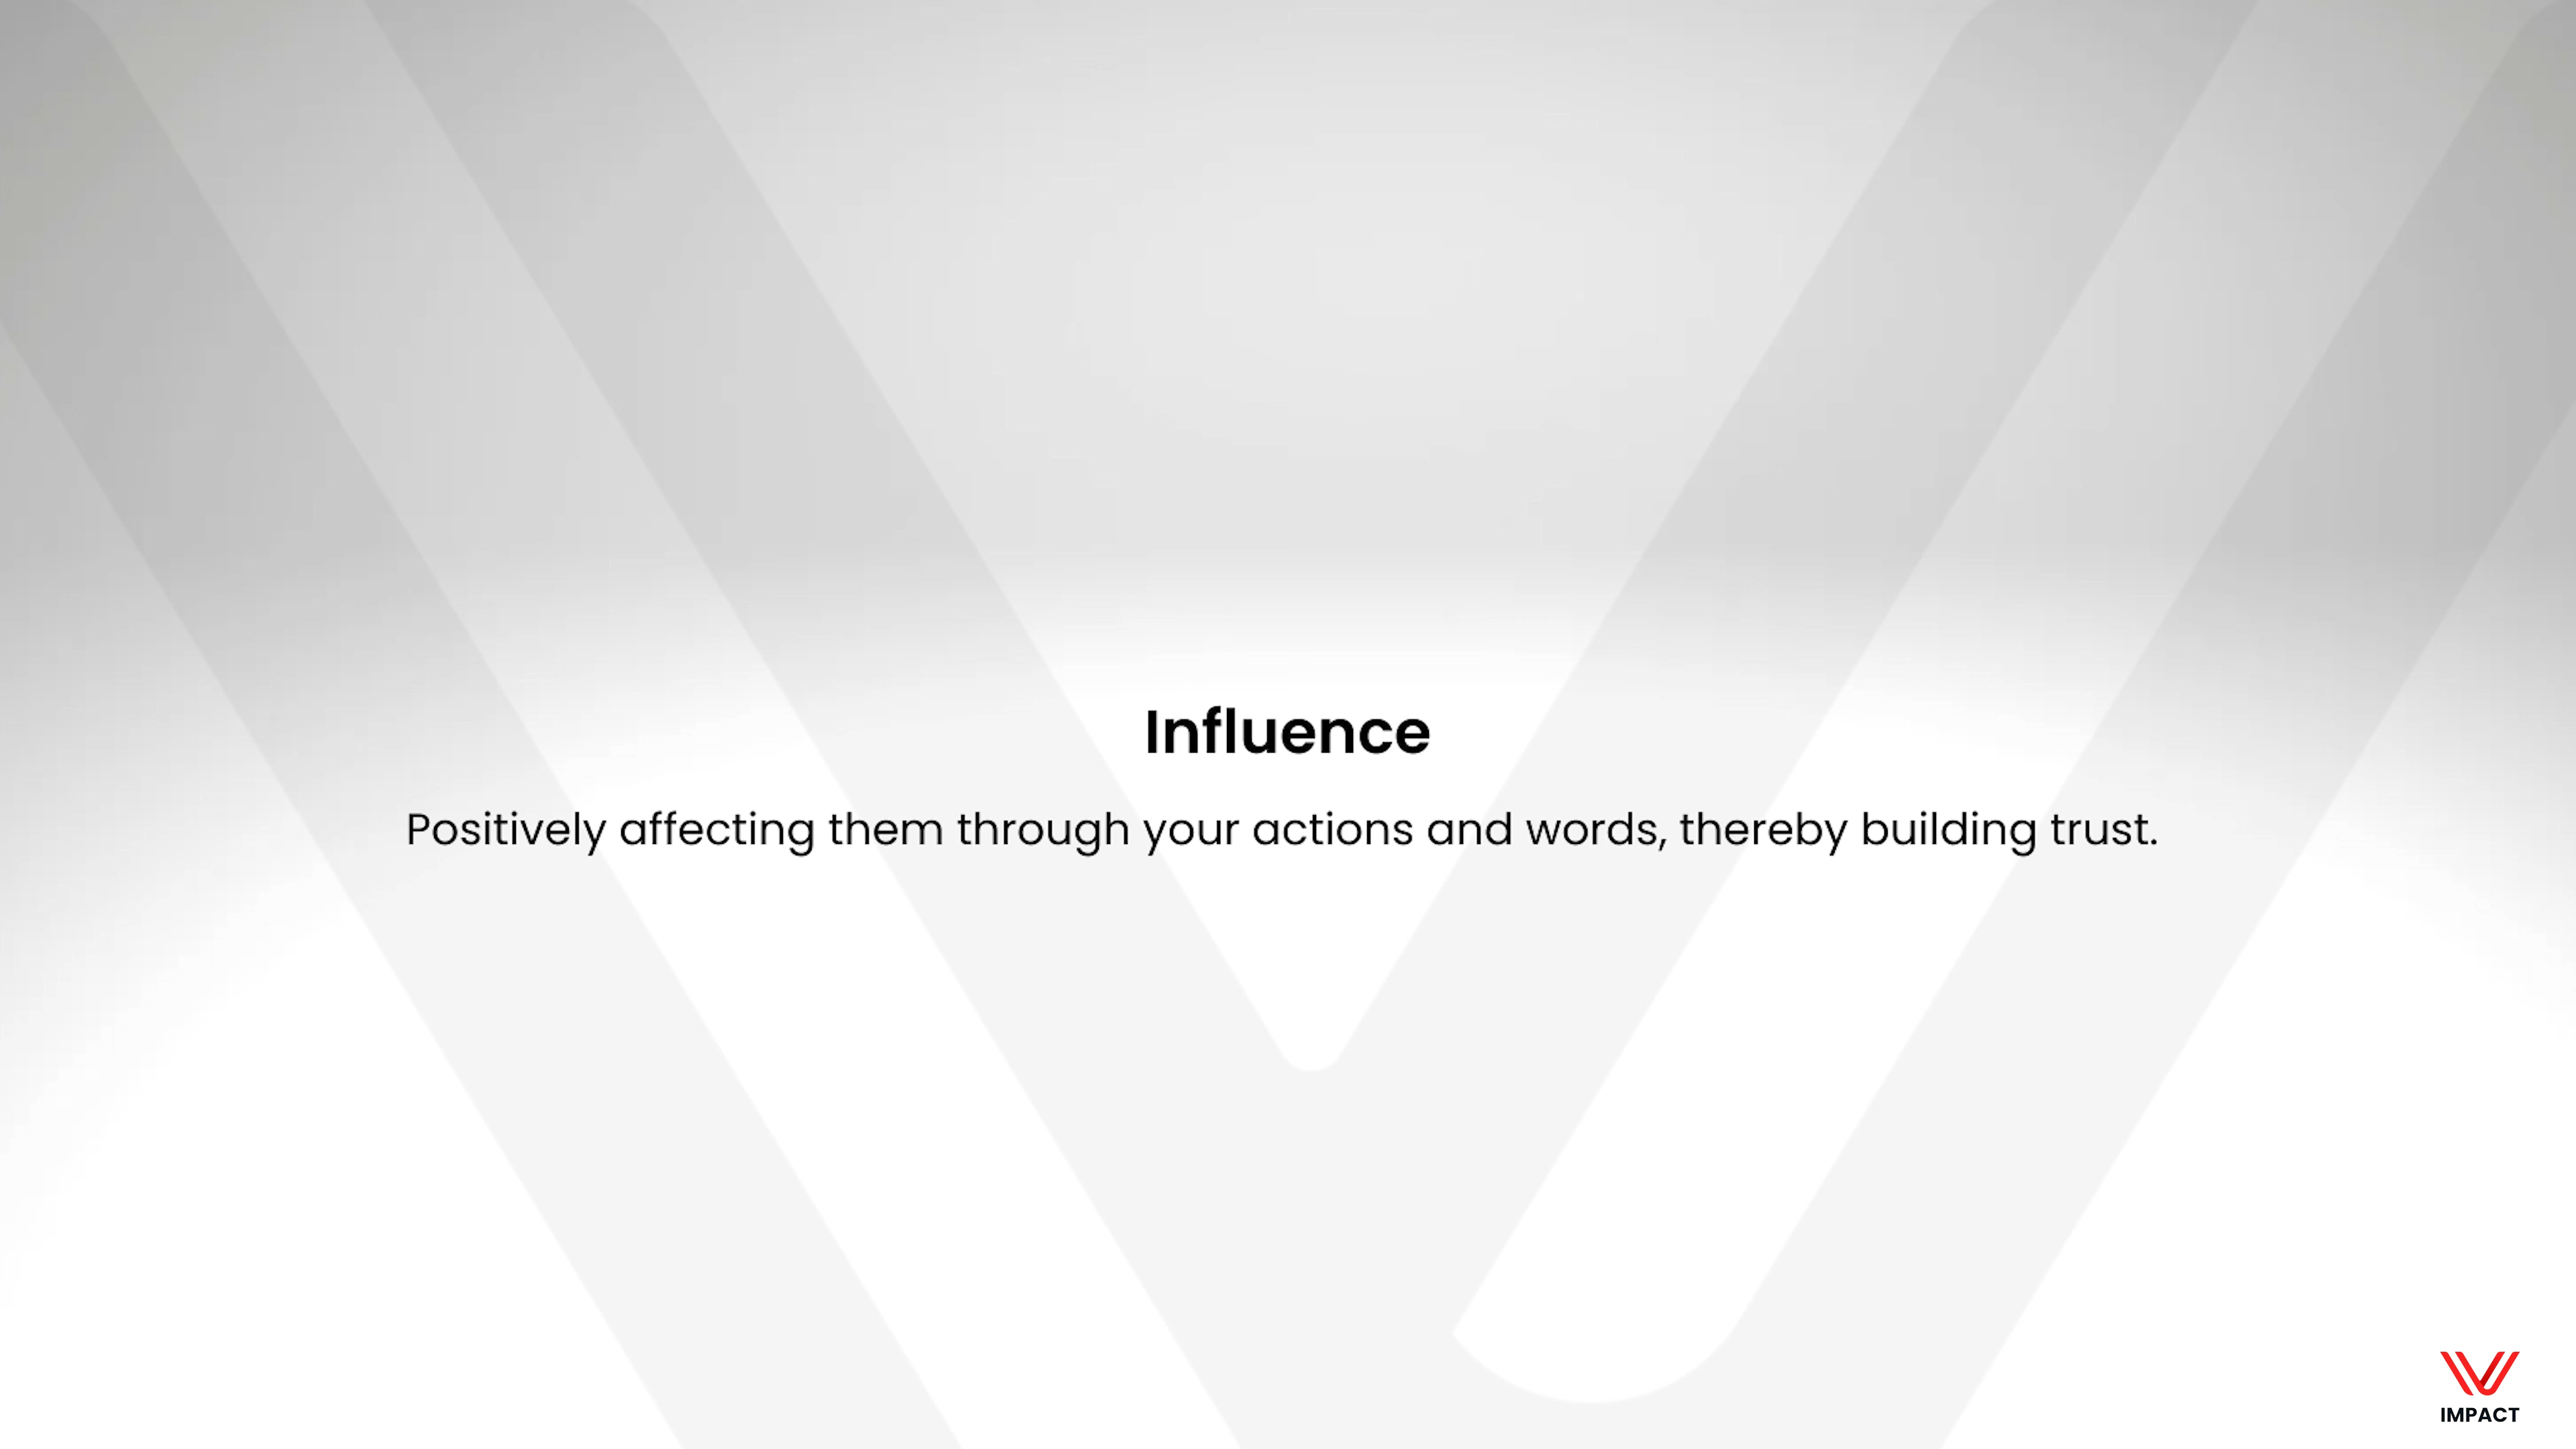 Influence
Positively affecting them through your actions and words, thereby building trust.
IMPACT